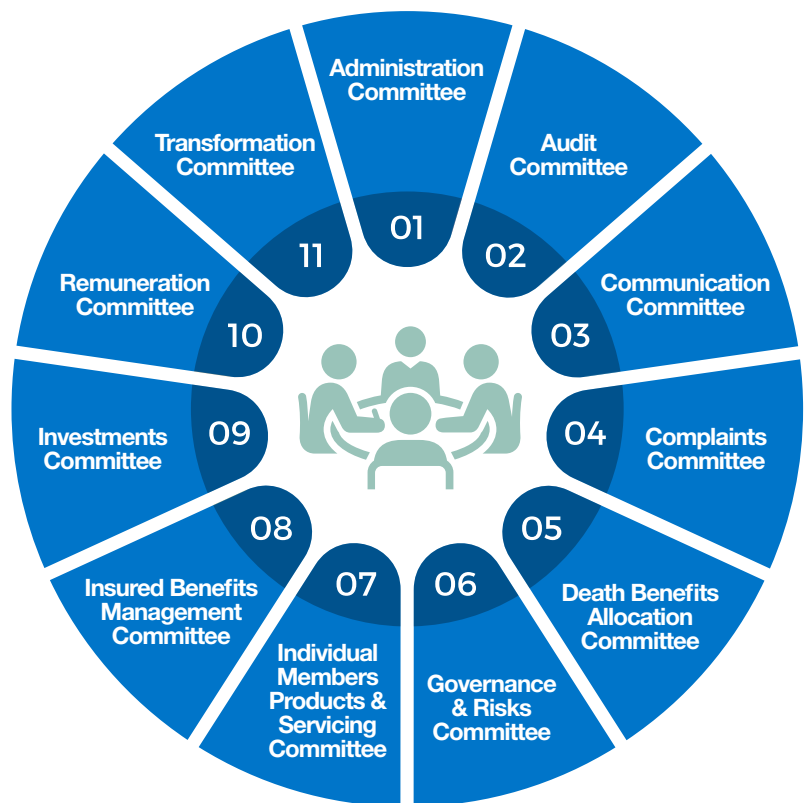 01
Administration
Committee
02
Audit
Committee
03
Communication
Committee
04
Complaints
Committee
05
Death Benefits
Allocation
Committee
06
Governance
& Risks
Committee
07
Individual
Members
Products &
Servicing
Committee
08
Insured Benefits
Management
Committee
09
Investments
Committee
10
Remuneration
Committee
11
Transformation
Committee